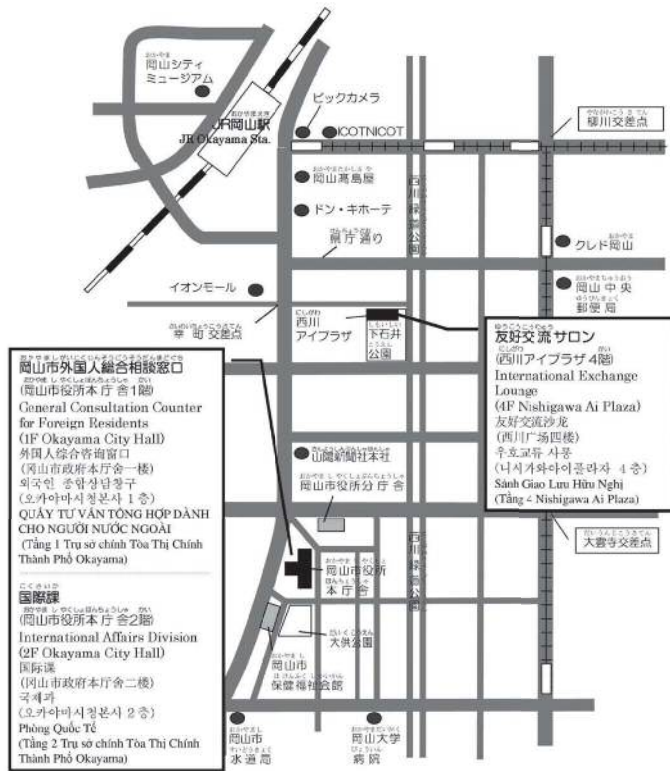 岡山シティ
ミュージアム
JR岡山駅
JR Okayama Sta.
ビックカメラ
ICOTNICOT
柳川交差点
岡山髙島屋
ドン・キホーテ
県庁通り
西川緑道公園
クレド岡山
岡山中央
郵便局
イオンモール
幸町交差点
西川
アイプラザ
下石井
公園
岡山市外国人総合相談窓口
(岡山市役所本庁舎1階)
General Consultation Counter
for Foreign Residents
(1F Okayama City Hall)
外国人综合咨询窗口
(冈山市政府本厅舍一楼)
외국인 종합상담창구
(오카야마시청본사 1층)
QUẦY TƯ VẤN TỔNG HỢP DÀNH
CHO NGƯỜI NƯỚC NGOÀI
(Tầng 1 Trụ sở chính Tòa Thị Chính
Thành Phố Okayama)
国際課
(岡山市役所本庁舎2階)
International Affairs Division
(2F Okayama City Hall)
国际课
(冈山市政府本厅舍二楼)
국제과
(오카야마시청본사 2층)
Phòng Quốc Tế
(Tầng 2 Trụ sở chính Tòa Thị Chính
Thành Phố Okayama)
友好交流サロン
(西川アイプラザ4階)
International Exchange
Lounge
(4F Nishigawa Ai Plaza)
友好交流沙龙
(西川广场四楼)
우호교류 사롱
(니시가와아이플라자 4층)
Sảnh Giao Lưu Hữu Nghị
(Tầng 4 Nishigawa Ai Plaza)
山陽新聞社本社
岡山市役所分庁舎
大雲寺交差点
西川緑道公園
岡山市役所
本庁舎
大供公園
岡山市
保健福祉会館
岡山市
水道局
岡山大学
病院